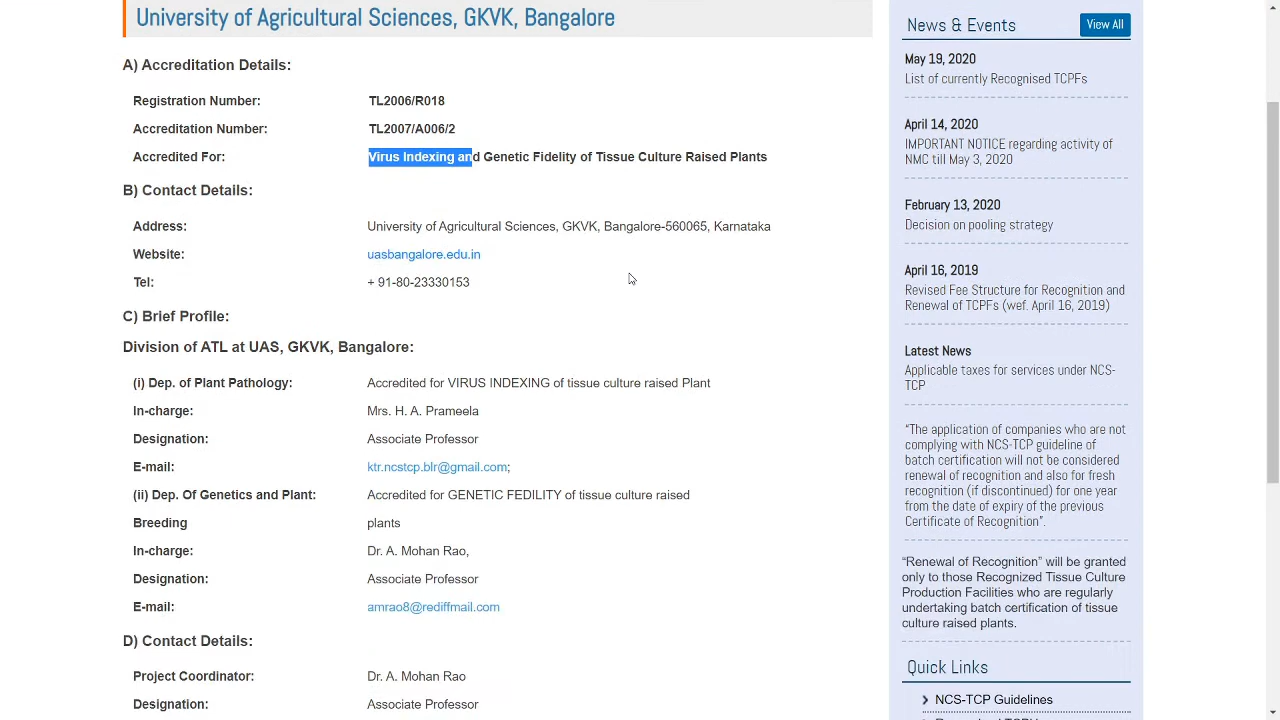 University of Agricultural Sciences, GKVK, Bangalore
A) Accreditation Details:
Registration Number: TL2006/R018
Accreditation Number: TL2007/A006/2
Accredited For: Virus Indexing and Genetic Fidelity of Tissue Culture Raised Plants
B) Contact Details:
Address: University of Agricultural Sciences, GKVK, Bangalore-560065, Karnataka
Website: uasbangalore.edu.in
Tel: + 91-80-23330153
C) Brief Profile:
Division of ATL at UAS, GKVK, Bangalore:
(i) Dep. of Plant Pathology: Accredited for VIRUS INDEXING of tissue culture raised Plant
In-charge: Mrs. H. A. Prameela
Designation: Associate Professor
E-mail: ktr.ncstcp.blr@gmail.com;
(ii) Dep. Of Genetics and Plant: Accredited for GENETIC FEDILITY of tissue culture raised
Breeding plants
In-charge: Dr. A. Mohan Rao,
Designation: Associate Professor
E-mail: amrao8@rediffmail.com
D) Contact Details:
Project Coordinator: Dr. A. Mohan Rao
Designation: Associate Professor
News & Events View All
May 19, 2020
List of currently Recognised TCPFs
April 14, 2020
IMPORTANT NOTICE regarding activity of
NMC till May 3, 2020
February 13, 2020
Decision on pooling strategy
April 16, 2019
Revised Fee Structure for Recognition and
Renewal of TCPFs (wef. April 16, 2019)
Latest News
Applicable taxes for services under NCS-
TCP
“The application of companies who are not
complying with NCS-TCP guideline of
batch certification will not be considered
renewal of recognition and also for fresh
recognition (if discontinued) for one year
from the date of expiry of the previous
Certificate of Recognition”.
“Renewal of Recognition” will be granted
only to those Recognized Tissue Culture
Production Facilities who are regularly
undertaking batch certification of tissue
culture raised plants.
Quick Links
NCS-TCP Guidelines